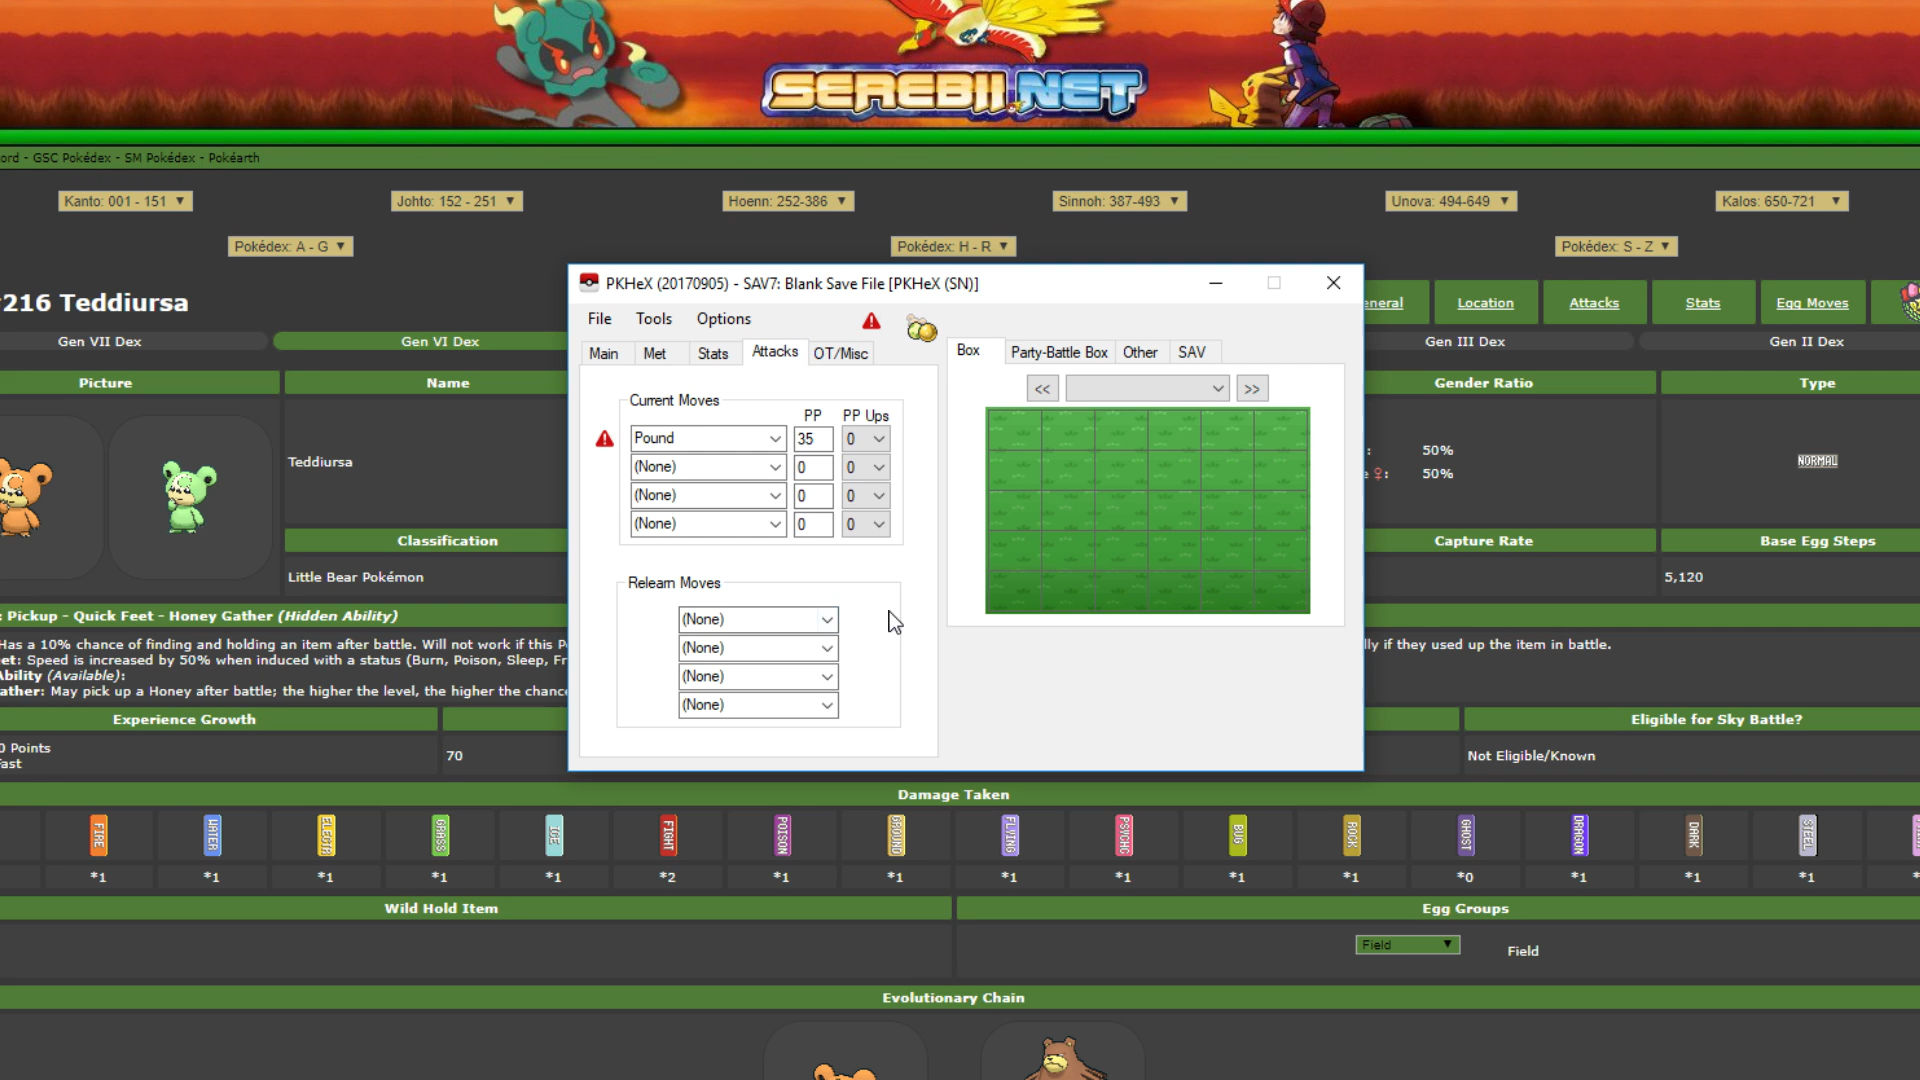 SEREBII.NET
ord - GSC Pokédex - SM Pokédex - Pokéarth
Kanto: 001 - 151
Johto: 152 - 251
Hoenn: 252-386
Sinnoh: 387-493
Unova: 494-649
Kalos: 650-721
Pokédex: A - G
Pokédex: H - R
Pokédex: S - Z
216 Teddiursa
eneral
Location
Attacks
Stats
Egg Moves
Gen VII Dex
Gen VI Dex
Gen III Dex
Gen II Dex
Picture
Name
Gender Ratio
Type
Teddiursa
: 50%
e ♀: 50%
NORMAL
Classification
Capture Rate
Base Egg Steps
Little Bear Pokémon
5,120
: Pickup - Quick Feet - Honey Gather (Hidden Ability)
Has a 10% chance of finding and holding an item after battle. Will not work if this P
lly if they used up the item in battle.
et: Speed is increased by 50% when induced with a status (Burn, Poison, Sleep, Fr
Ability (Available):
ather: May pick up a Honey after battle; the higher the level, the higher the chance
Experience Growth
Eligible for Sky Battle?
0 Points
ast
70
Not Eligible/Known
PKHeX (20170905) - SAV7: Blank Save File [PKHeX (SN)]
File
Tools
Options
Main
Met
Stats
Attacks
OT/Misc
Box
Party-Battle Box
Other
SAV
<<
>>
Current Moves
PP
PP Ups
Pound
35
0
(None)
0
0
(None)
0
0
(None)
0
0
Relearn Moves
(None)
(None)
(None)
(None)
Damage Taken
FIRE
WATER
ELECTR
GRASS
ICE
FIGHT
POISON
GROUND
FLYING
PSYCHC
BUG
ROCK
GHOST
DRAGON
DARK
STEEL
*1
*1
*1
*1
*1
*2
*1
*1
*1
*1
*1
*1
*0
*1
*1
*1
Wild Hold Item
Egg Groups
Field
Field
Evolutionary Chain